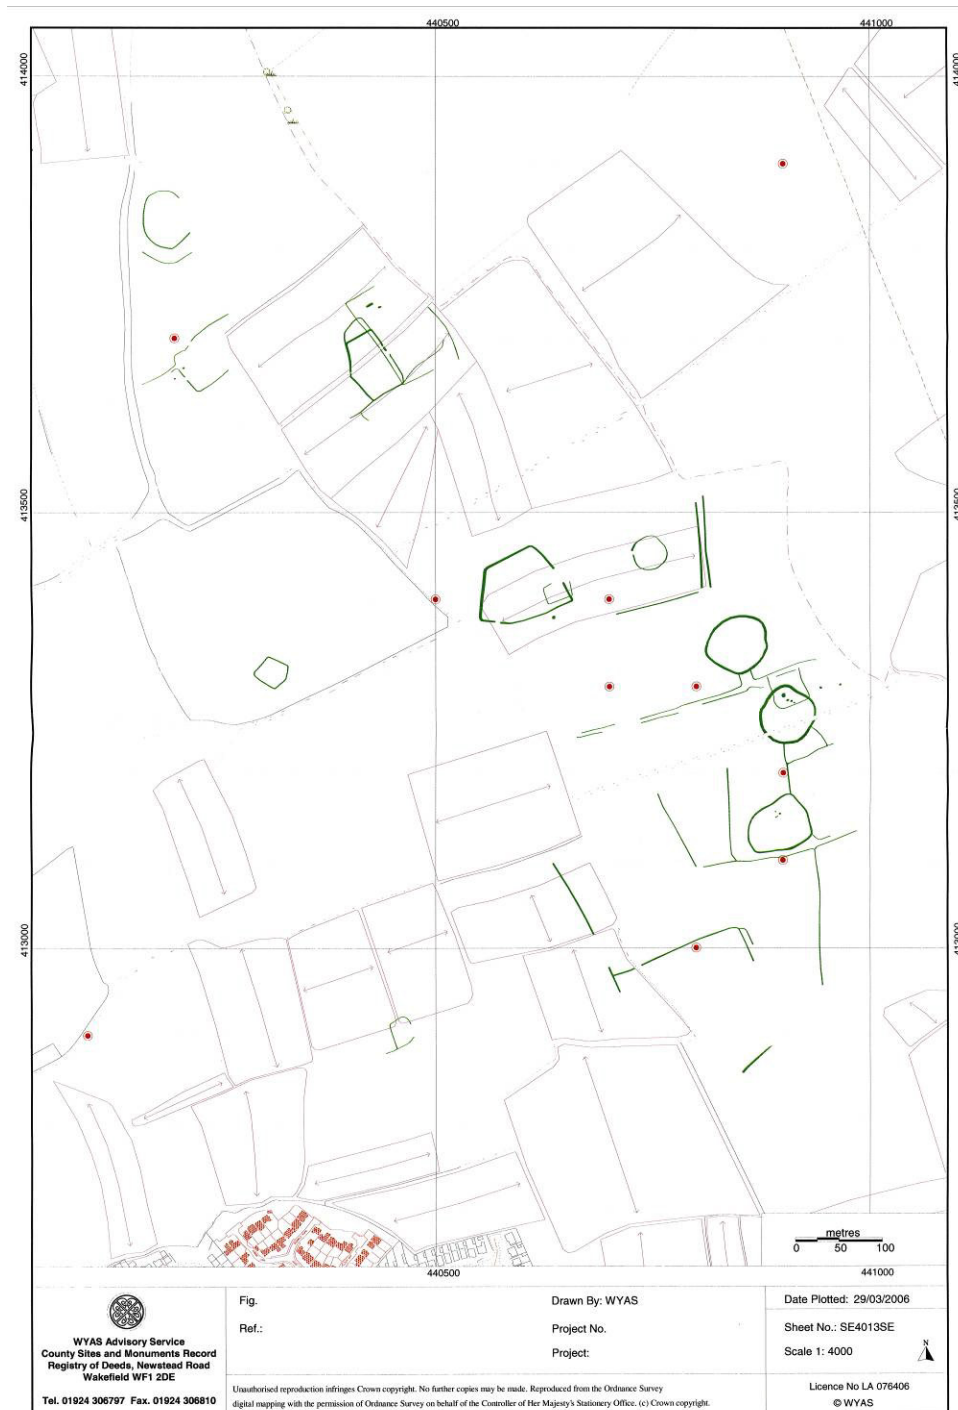 440500
441000
414000
414000
413500
413500
413000
413000
metres
0 50 100
440500
441000
WYAS Advisory Service
County Sites and Monuments Record
Registry of Deeds, Newstead Road
Wakefield WF1 2DE
Tel. 01924 306797 Fax. 01924 306810
Fig.
Ref.:
Drawn By: WYAS
Project No.
Project:
Unauthorised reproduction infringes Crown copyright. No further copies may be made. Reproduced from the Ordnance Survey
digital mapping with the permission of Ordnance Survey on behalf of the Controller of Her Majesty's Stationery Office. (c) Crown copyright.
Date Plotted: 29/03/2006
Sheet No.: SE4013SE
Scale 1: 4000
N
Licence No LA 076406
© WYAS